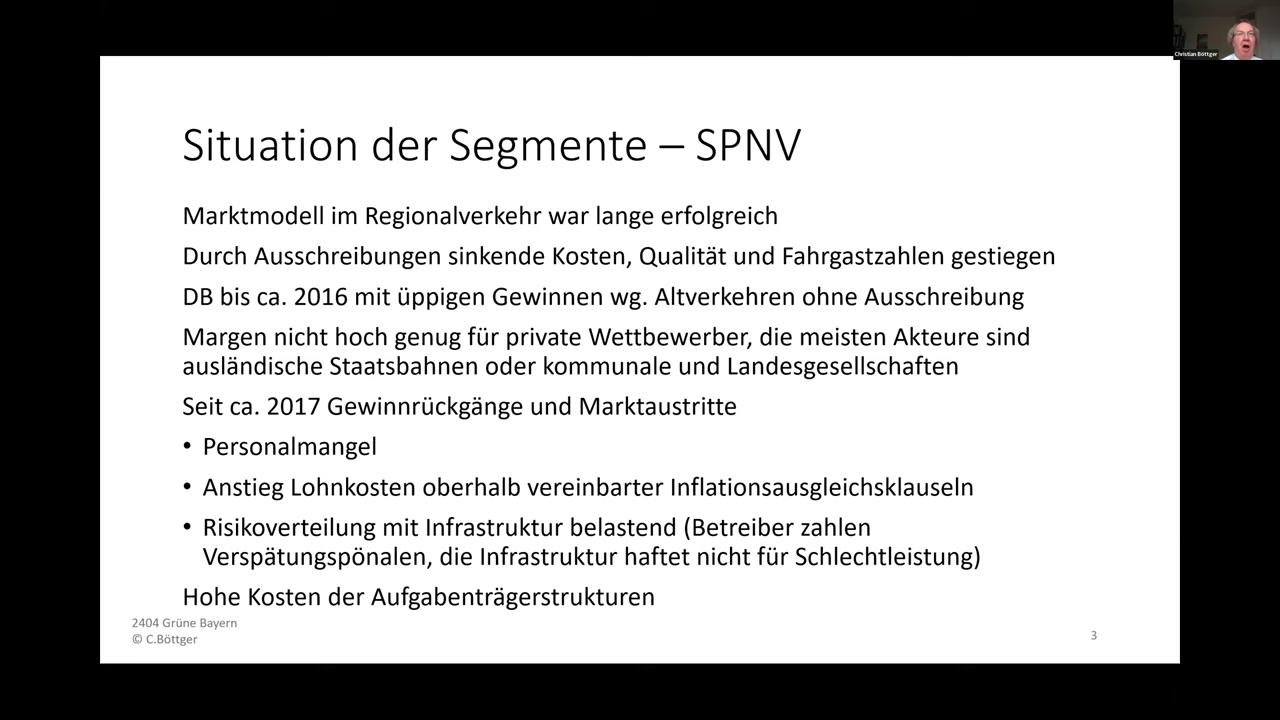 Christian Böttger
Situation der Segmente – SPNV
Marktmodell im Regionalverkehr war lange erfolgreich
Durch Ausschreibungen sinkende Kosten, Qualität und Fahrgastzahlen gestiegen
DB bis ca. 2016 mit üppigen Gewinnen wg. Altverkehren ohne Ausschreibung
Margen nicht hoch genug für private Wettbewerber, die meisten Akteure sind
ausländische Staatsbahnen oder kommunale und Landesgesellschaften
Seit ca. 2017 Gewinnrückgänge und Marktaustritte
• Personalmangel
• Anstieg Lohnkosten oberhalb vereinbarter Inflationsausgleichsklauseln
• Risikoverteilung mit Infrastruktur belastend (Betreiber zahlen
Verspätungspönalen, die Infrastruktur haftet nicht für Schlechtleistung)
Hohe Kosten der Aufgabenträgerstrukturen
2404 Grüne Bayern
© C.Böttger
3